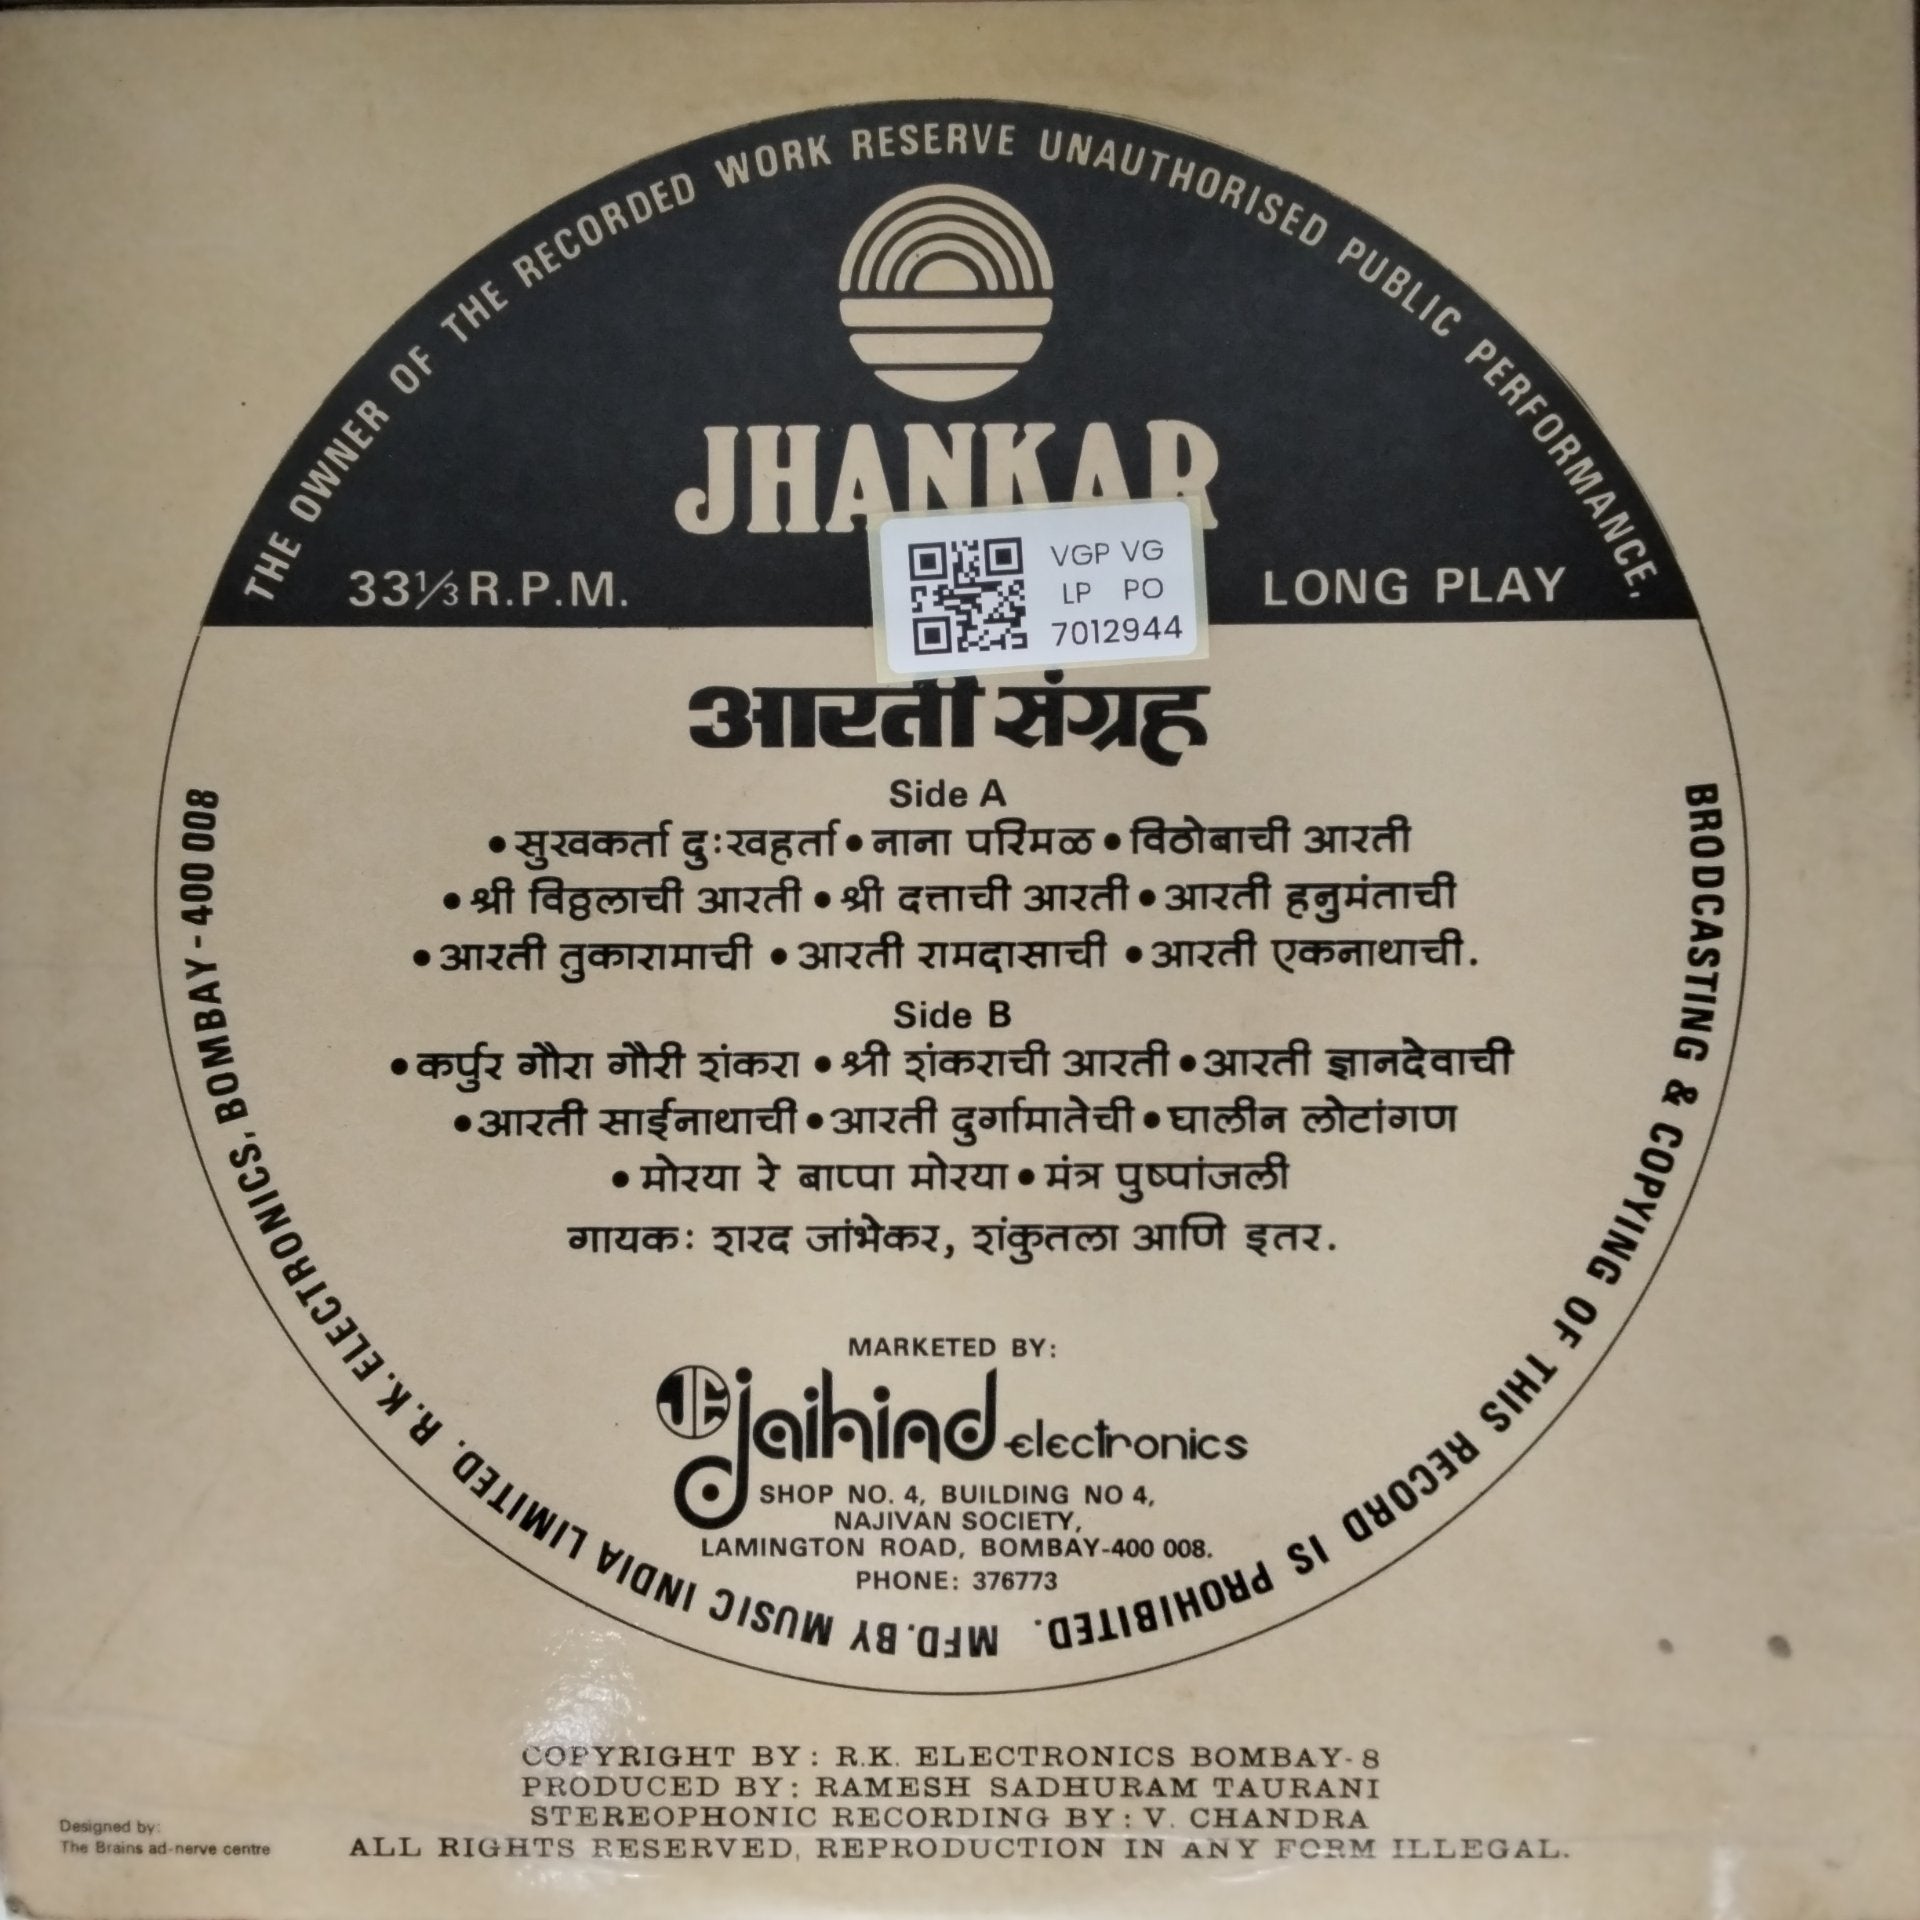 THE OWNER OF THE RECORDED WORK RESERVE UNAUTHORISED PUBLIC PERFORMANCE,
BRODCASTING & COPYING OF THIS RECORD IS PROHIBITED. MFD.BY MUSIC INDIA LIMITED. R.K.ELECTRONICS, BOMBAY-400 008
JHANKAR
33⅓ R.P.M.
LONG PLAY
VGP VG
LP PO
7012944
आरती संग्रह
Side A
•सुखकर्ता दुःखहर्ता•नाना परिमळ•विठोबाची आरती
•श्री विठ्ठलाची आरती•श्री दत्ताची आरती•आरती हनुमंताची
•आरती तुकारामाची •आरती रामदासाची •आरती एकनाथाची.
Side B
•कर्पुर गौरा गौरी शंकरा•श्री शंकराची आरती•आरती ज्ञानदेवाची
•आरती साईनाथाची•आरती दुर्गामातेची•घालीन लोटांगण
•मोरया रे बाप्पा मोरया•मंत्र पुष्पांजली
गायकः शरद जांभेकर, शंकुतला आणि इतर.
MARKETED BY:
jaihind electronics
SHOP NO. 4, BUILDING NO 4,
NAJIVAN SOCIETY,
LAMINGTON ROAD, BOMBAY-400 008.
PHONE: 376773
COPYRIGHT BY: R.K. ELECTRONICS BOMBAY-8
PRODUCED BY: RAMESH SADHURAM TAURANI
STEREOPHONIC RECORDING BY: V. CHANDRA
ALL RIGHTS RESERVED, REPRODUCTION IN ANY FORM ILLEGAL.
Designed by:
The Brains ad-nerve centre